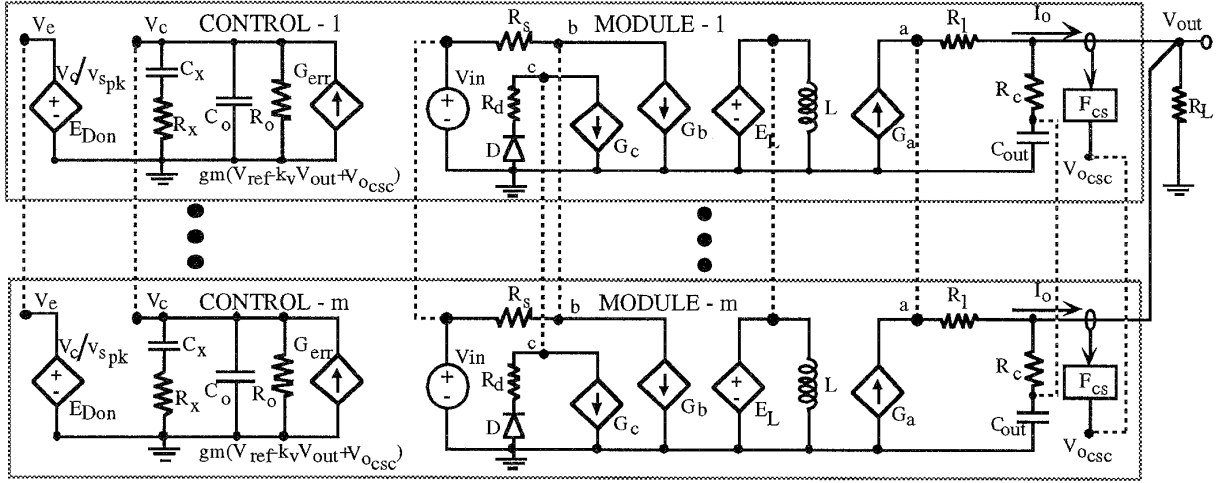 CONTROL - 1
MODULE - 1
Ve
Vc
Vc/vspk
+
-
EDon
Cx
Rx
Co
Ro
Gerr
gm(Vref-kvVout+Vocsc)
Vin
+
-
Rs
b
c
Rd
D
Gc
Gb
+
-
EL
L
Ga
a
Rl
Io
Rc
Cout
Fcs
Vocsc
Vout
RL
CONTROL - m
MODULE - m
Ve
Vc
Vc/vspk
+
-
EDon
Cx
Rx
Co
Ro
Gerr
gm(Vref-kvVout+Vocsc)
Vin
+
-
Rs
b
c
Rd
D
Gc
Gb
+
-
EL
L
Ga
a
Rl
Io
Rc
Cout
Fcs
Vocsc